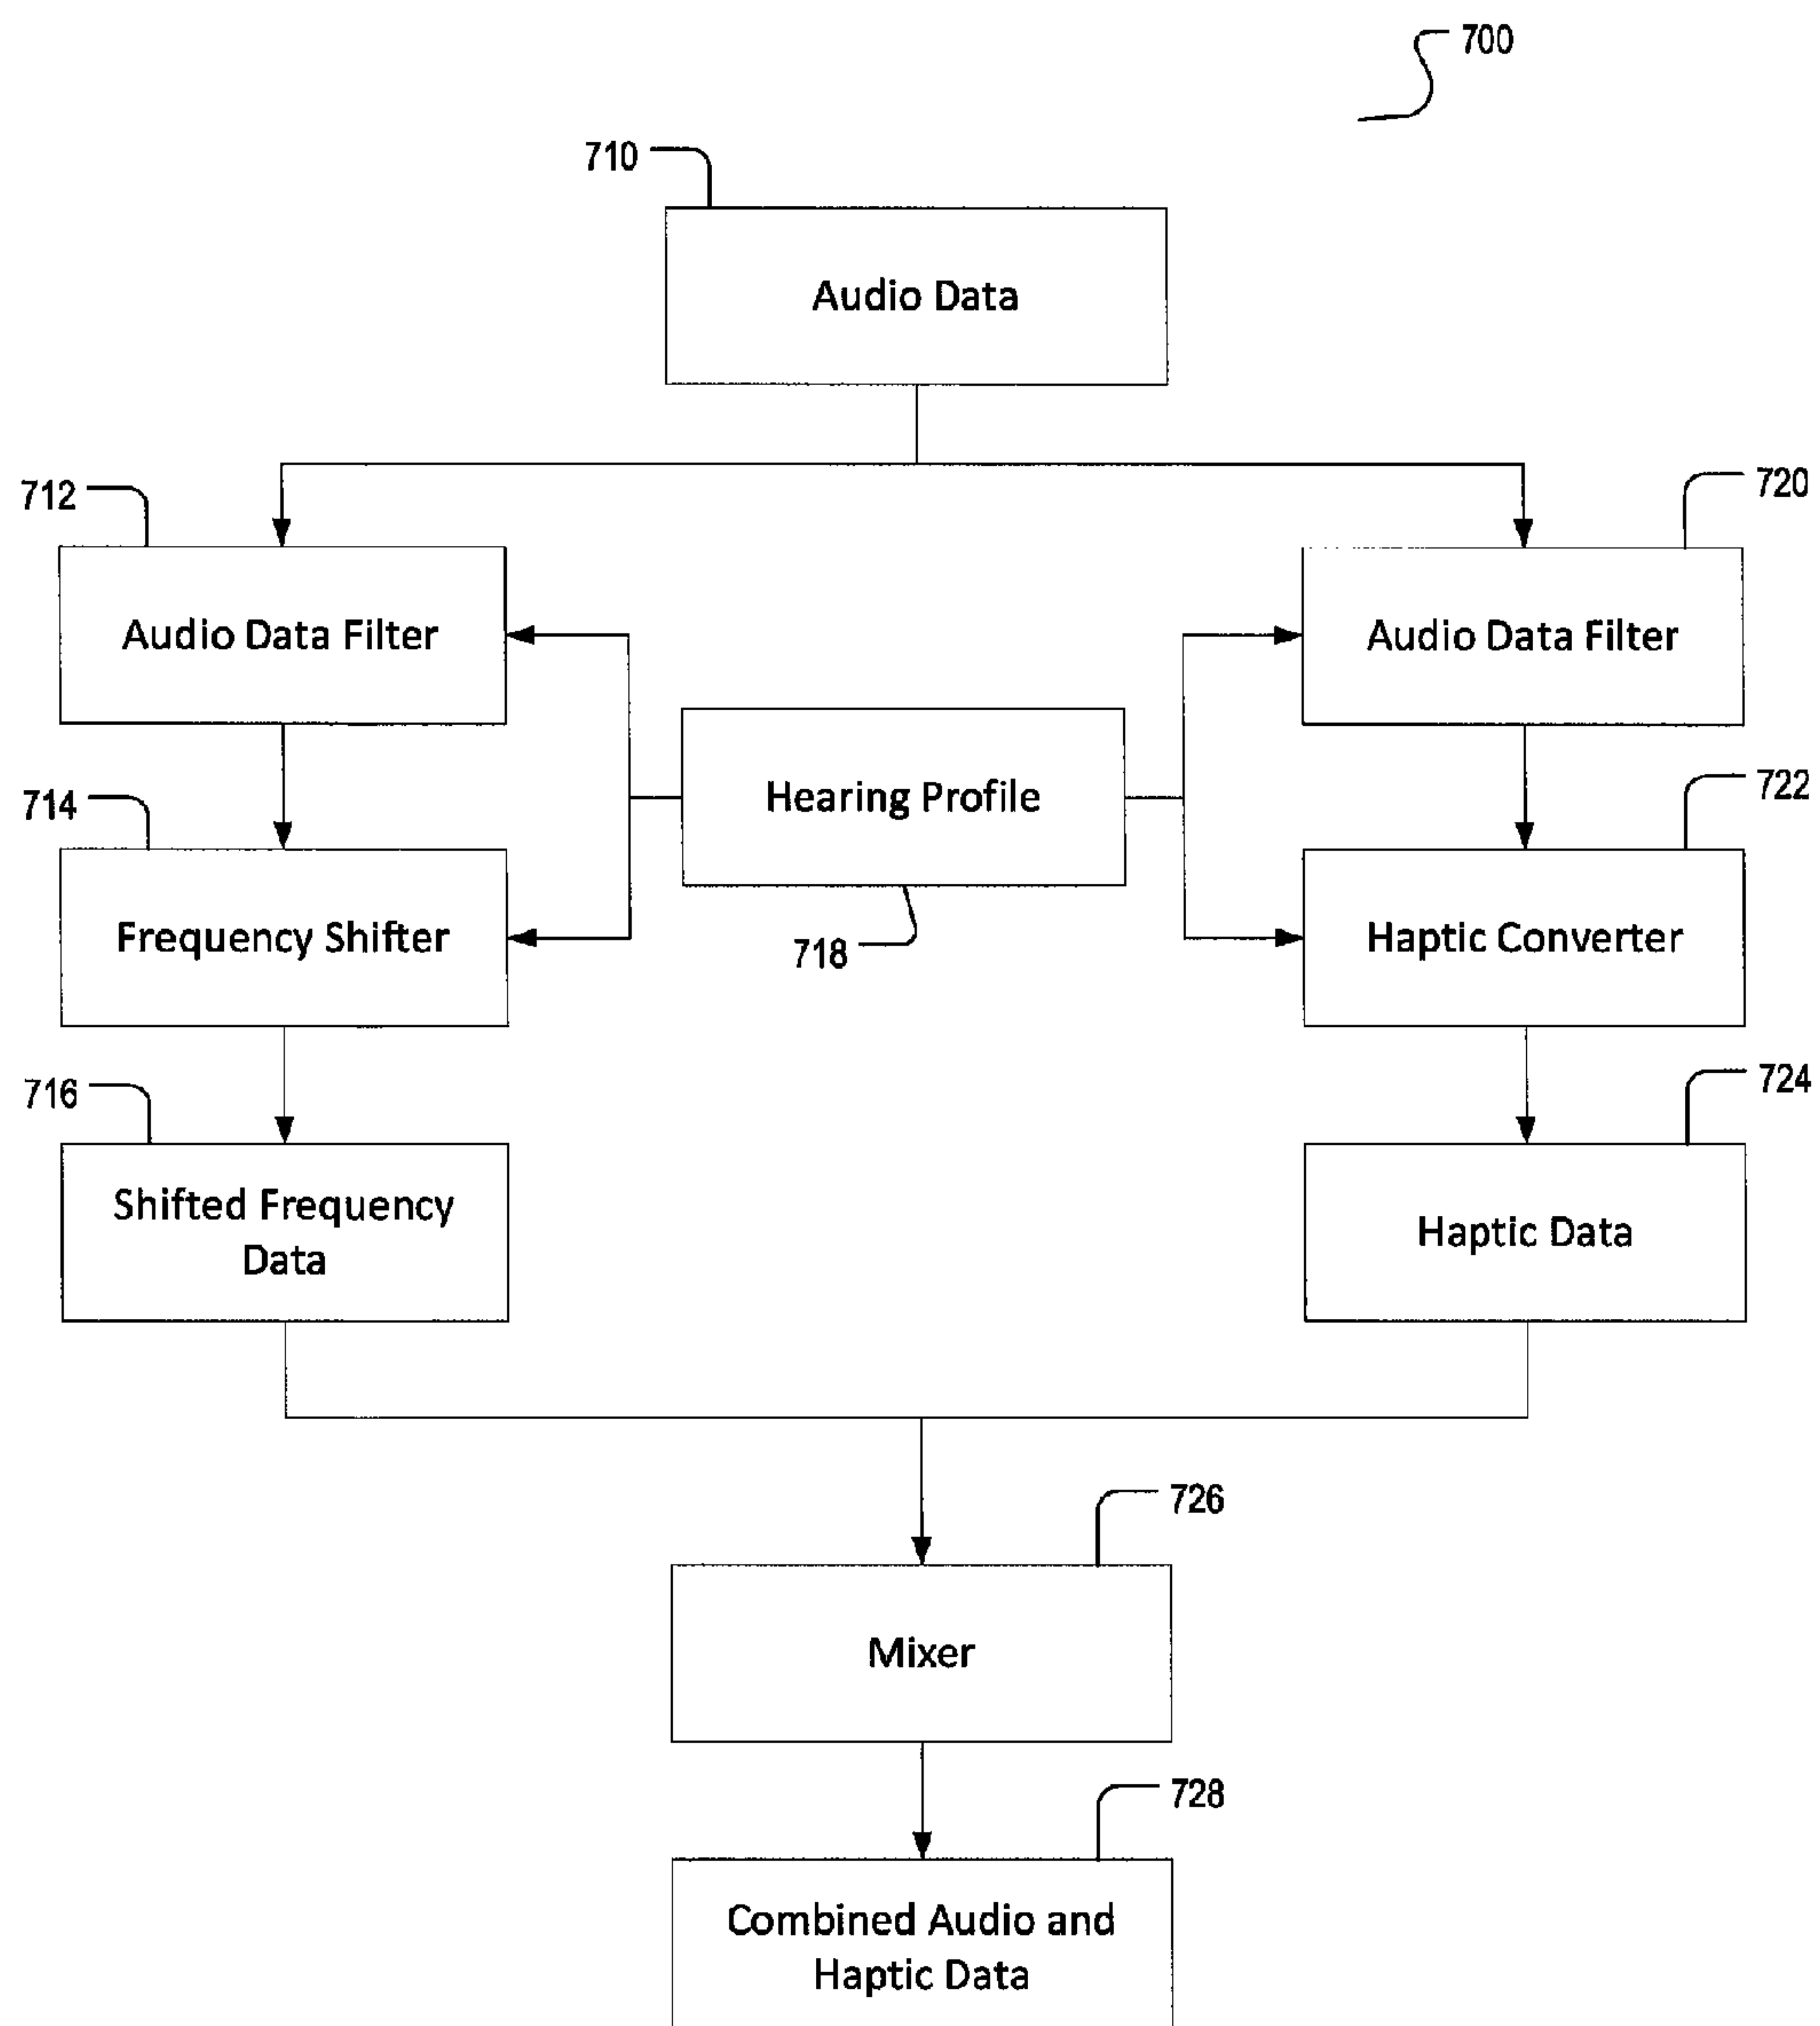 700
710
Audio Data
712
720
Audio Data Filter
Audio Data Filter
714
Hearing Profile
722
Frequency Shifter
718
Haptic Converter
716
724
Shifted Frequency
Data
Haptic Data
726
Mixer
728
Combined Audio and
Haptic Data